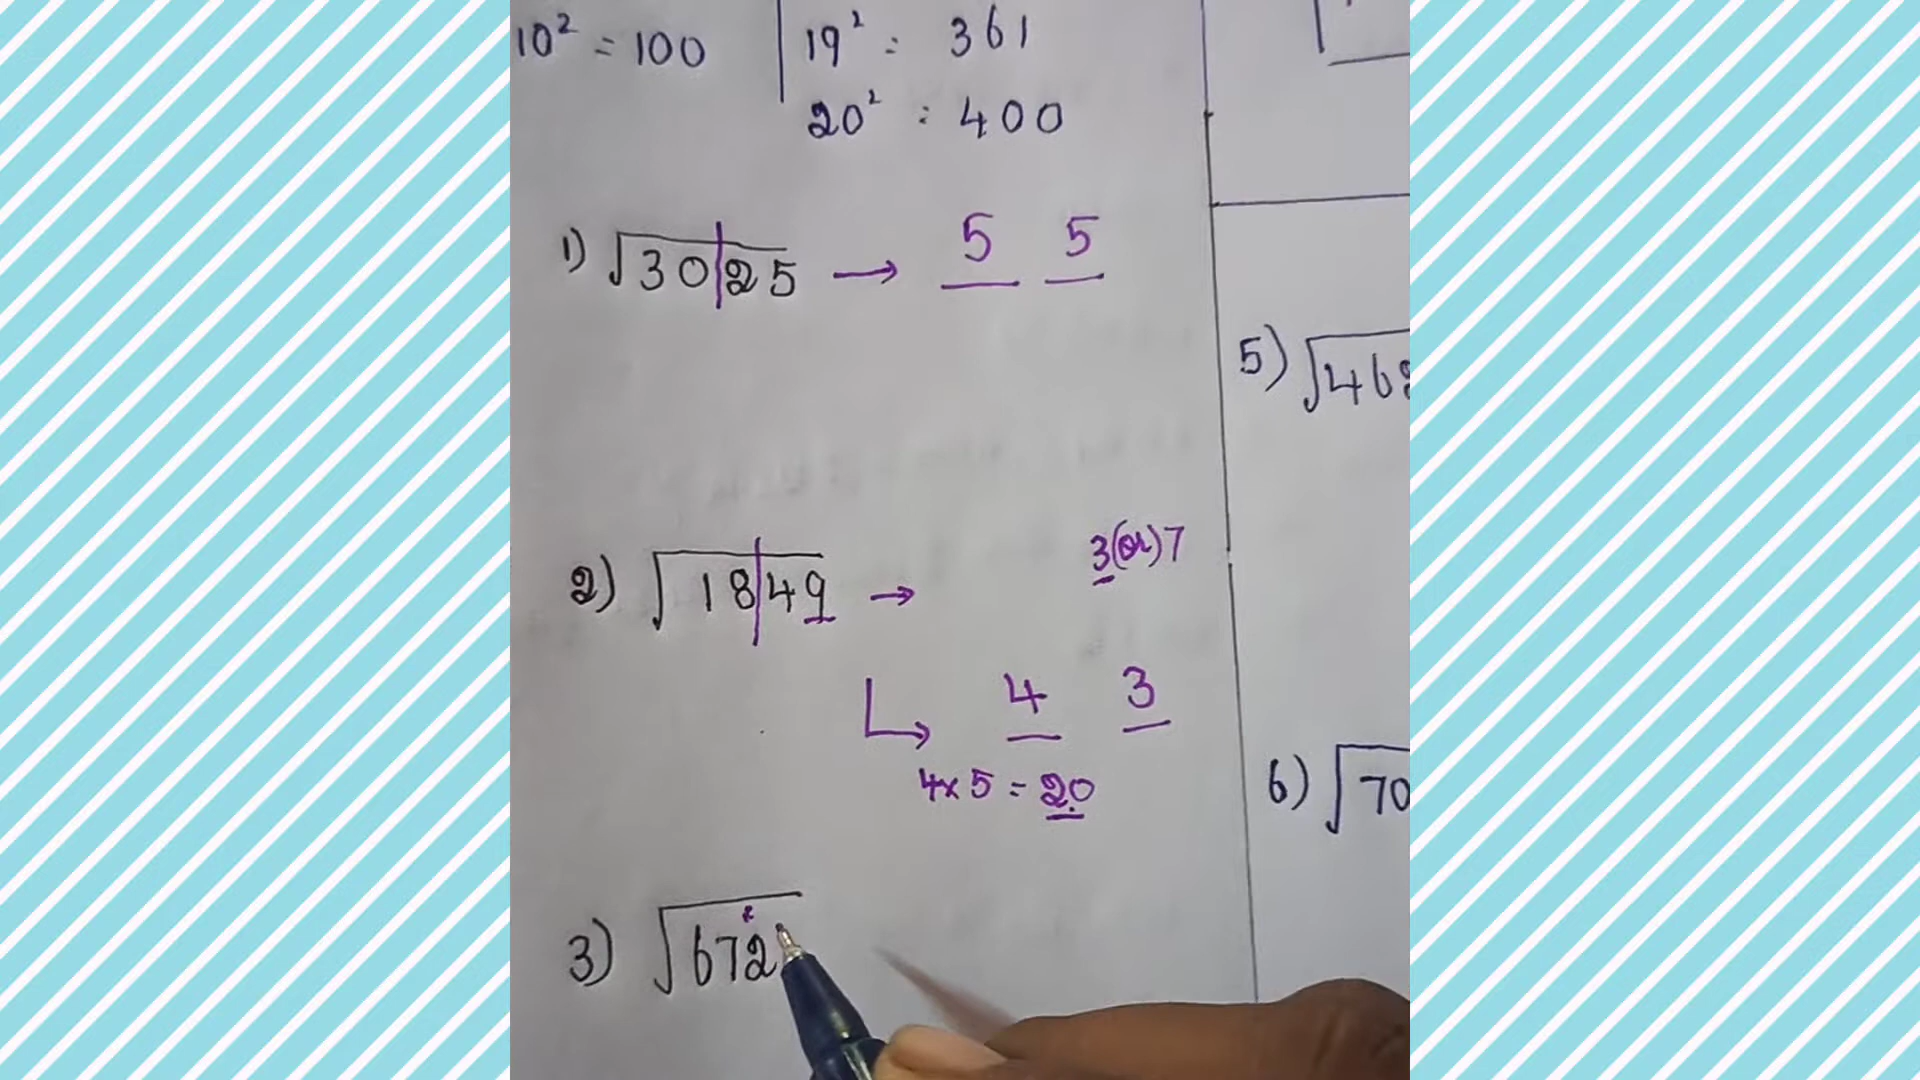 10² = 100
19² : 361
20² : 400
1) √30|25 → 5 5
2) √18|49 → 3(or)7
↳ 4 3
4x5 = 20
3) √672
5) √46
6) √70